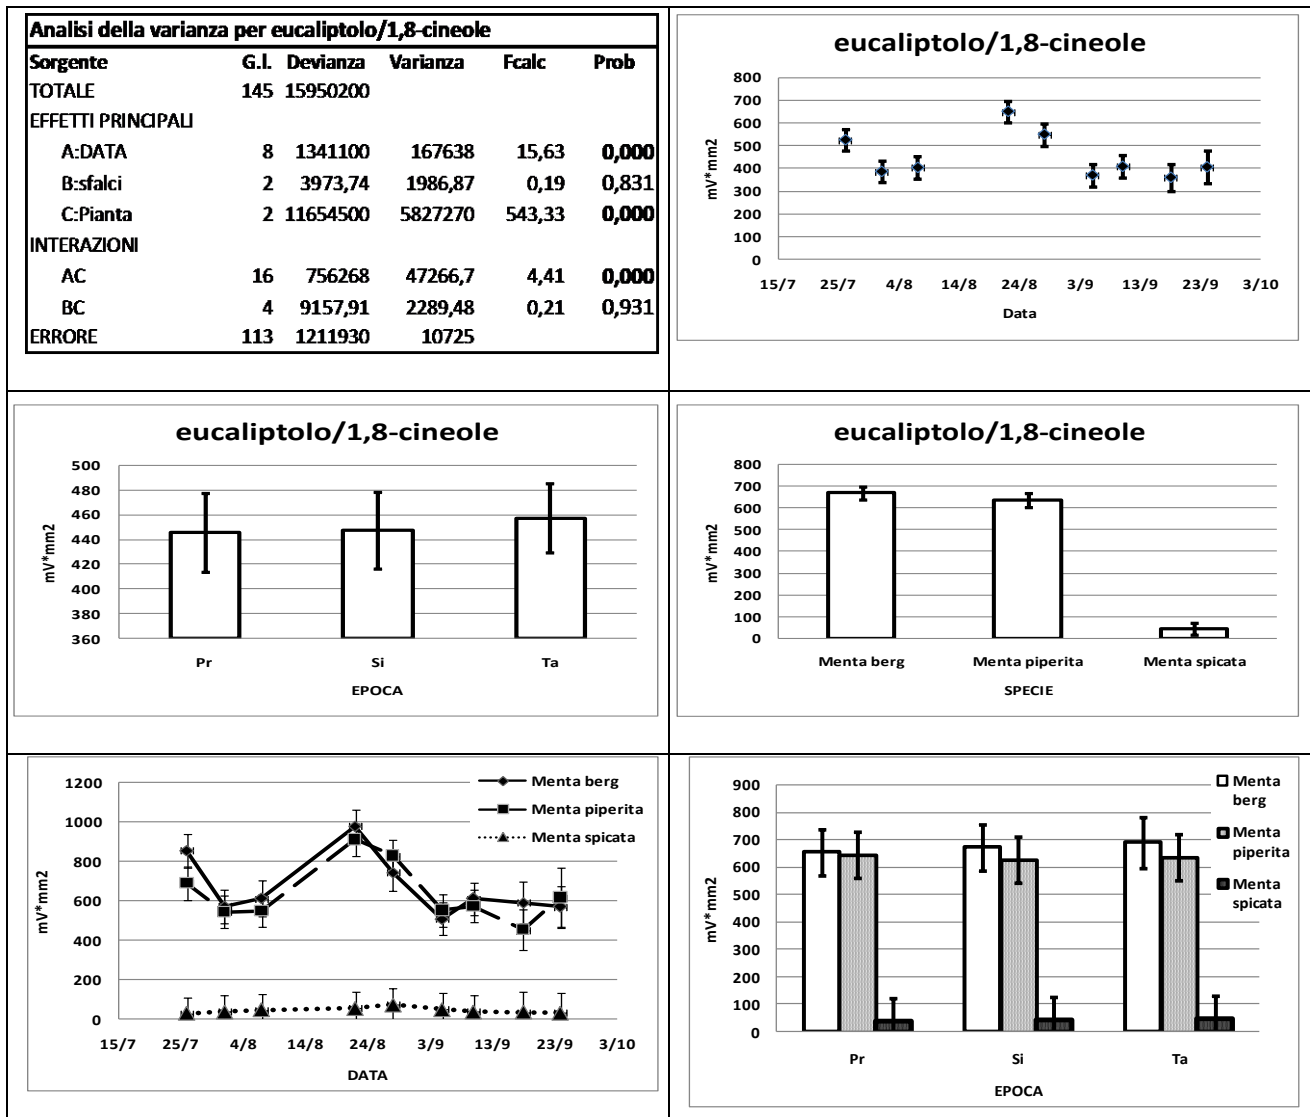 Analisi della varianza per eucaliptolo/1,8-cineole
Sorgente G.l. Devianza Varianza Fcalc Prob
TOTALE 145 15950200
EFFETTI PRINCIPALI
A:DATA 8 1341100 167638 15,63 0,000
B:sfalci 2 3973,74 1986,87 0,19 0,831
C:Pianta 2 11654500 5827270 543,33 0,000
INTERAZIONI
AC 16 756268 47266,7 4,41 0,000
BC 4 9157,91 2289,48 0,21 0,931
ERRORE 113 1211930 10725
eucaliptolo/1,8-cineole
800
700
600
500
400
300
200
100
0
mV*mm2
15/7 25/7 4/8 14/8 24/8 3/9 13/9 23/9 3/10
Data
eucaliptolo/1,8-cineole
500
480
460
440
420
400
380
360
mV*mm2
Pr Si Ta
EPOCA
eucaliptolo/1,8-cineole
800
700
600
500
400
300
200
100
0
mV*mm2
Menta berg Menta piperita Menta spicata
SPECIE
1200
1000
800
600
400
200
0
mV*mm2
Menta berg
Menta piperita
Menta spicata
15/7 25/7 4/8 14/8 24/8 3/9 13/9 23/9 3/10
DATA
900
800
700
600
500
400
300
200
100
0
mV*mm2
Menta
berg
Menta
piperita
Menta
spicata
Pr Si Ta
EPOCA